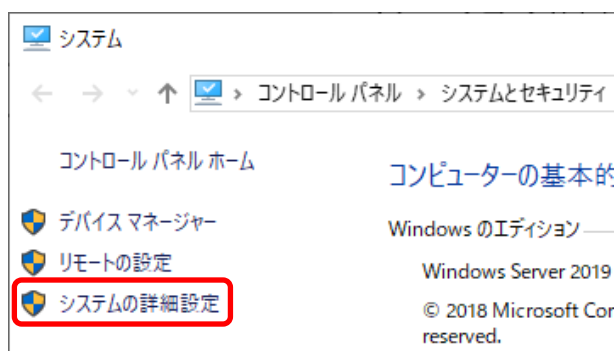 システム
コントロール パネル › システムとセキュリティ
コントロール パネル ホーム
デバイス マネージャー
リモートの設定
システムの詳細設定
コンピューターの基本的
Windows のエディション
Windows Server 2019
© 2018 Microsoft Cor
reserved.